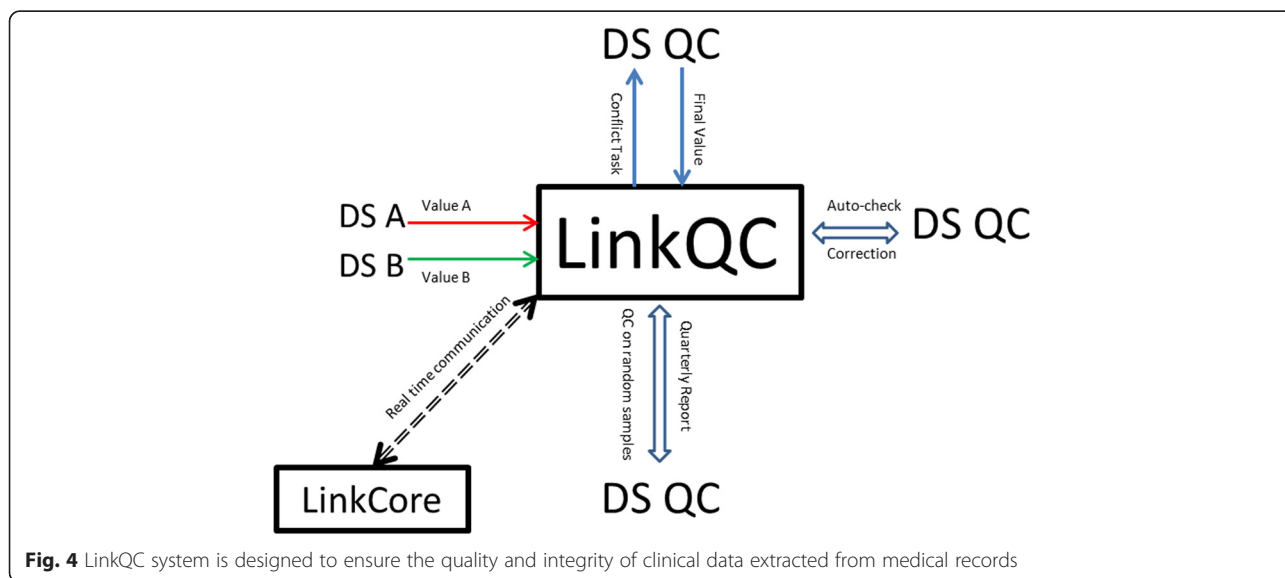 DS QC
Conflict Task
Final Value
DS A
Value A
DS B
Value B
LinkQC
Auto-check
Correction
DS QC
Real time communication
QC on random samples
Quarterly Report
LinkCore
DS QC
Fig. 4 LinkQC system is designed to ensure the quality and integrity of clinical data extracted from medical records